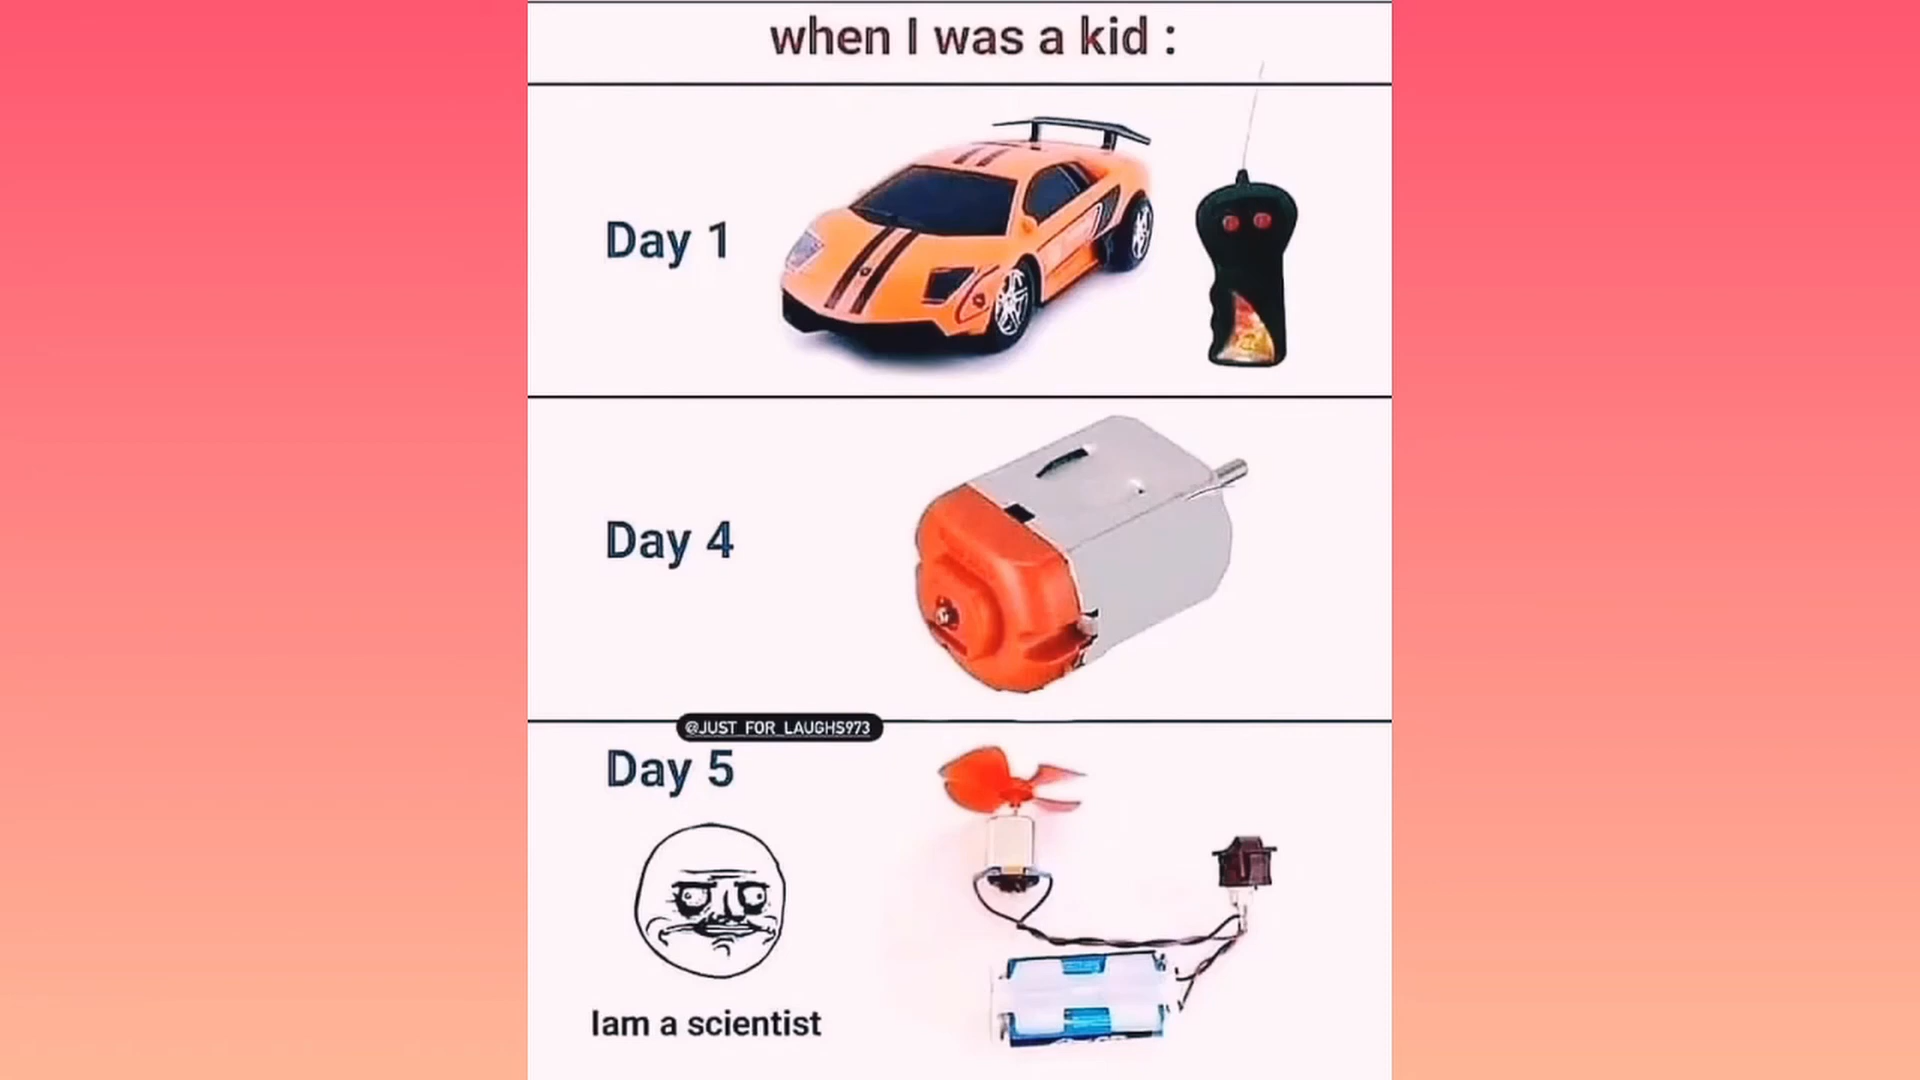 when I was a kid :
Day 1
Day 4
@JUST_FOR_LAUGHS973
Day 5
Iam a scientist